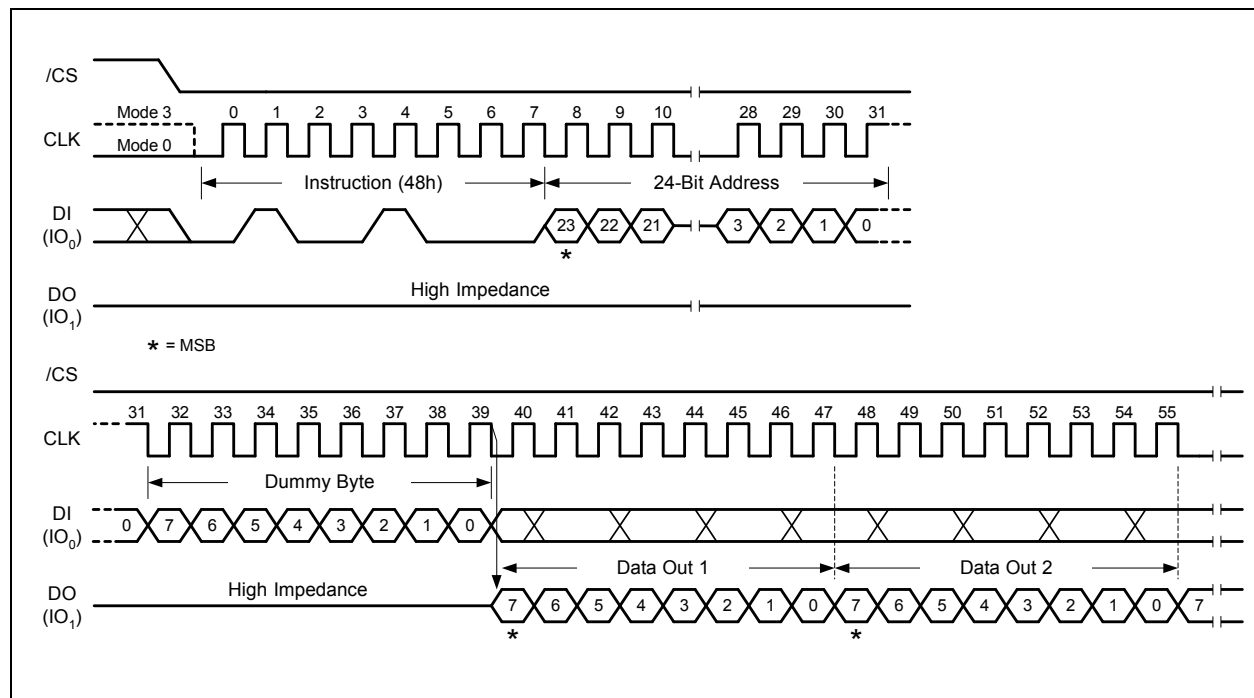 /CS
Mode 3 0 1 2 3 4 5 6 7 8 9 10 28 29 30 31
CLK
Mode 0
Instruction (48h) 24-Bit Address
DI
(IO0) 23 22 21 3 2 1 0
*
High Impedance
DO
(IO1)
* = MSB
/CS
31 32 33 34 35 36 37 38 39 40 41 42 43 44 45 46 47 48 49 50 51 52 53 54 55
CLK
Dummy Byte
DI
(IO0) 0 7 6 5 4 3 2 1 0
Data Out 1 Data Out 2
High Impedance
DO
(IO1) 7 6 5 4 3 2 1 0 7 6 5 4 3 2 1 0 7
* *